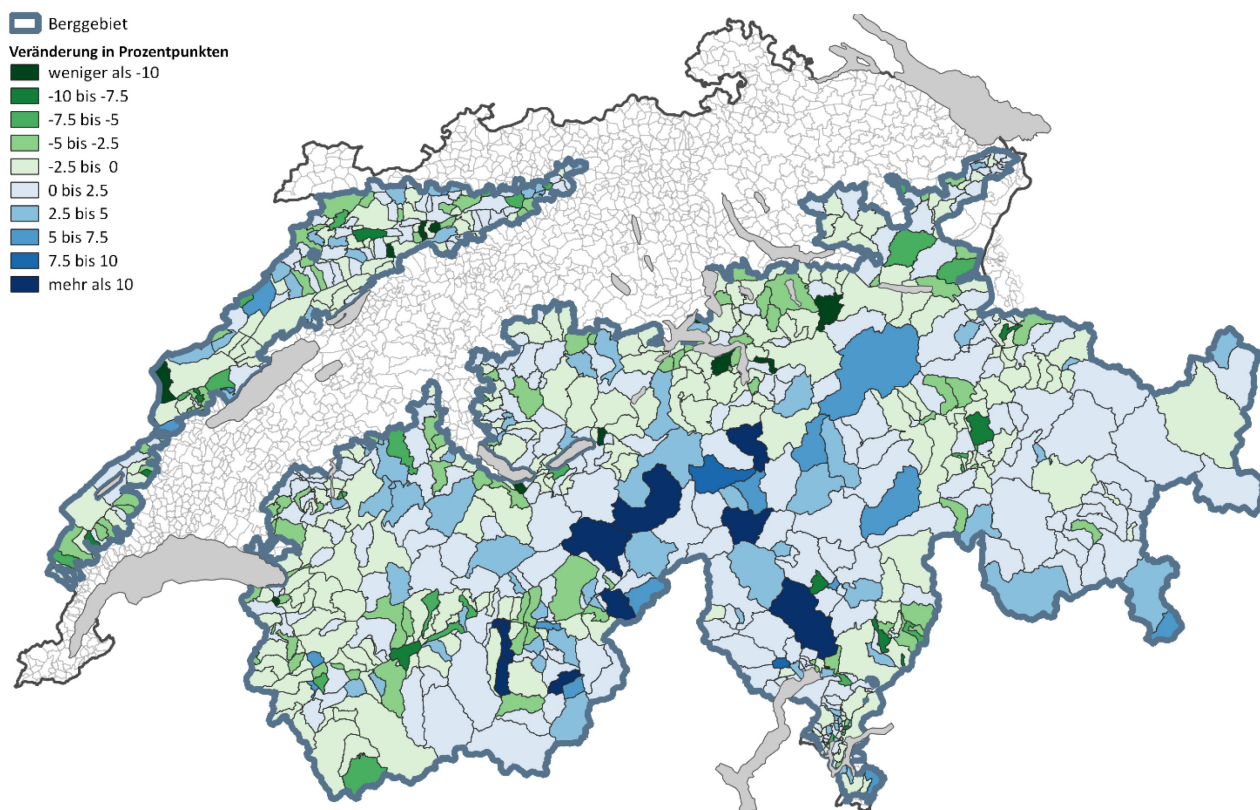 Berggebiet
Veränderung in Prozentpunkten
weniger als -10
-10 bis -7.5
-7.5 bis -5
-5 bis -2.5
-2.5 bis 0
0 bis 2.5
2.5 bis 5
5 bis 7.5
7.5 bis 10
mehr als 10